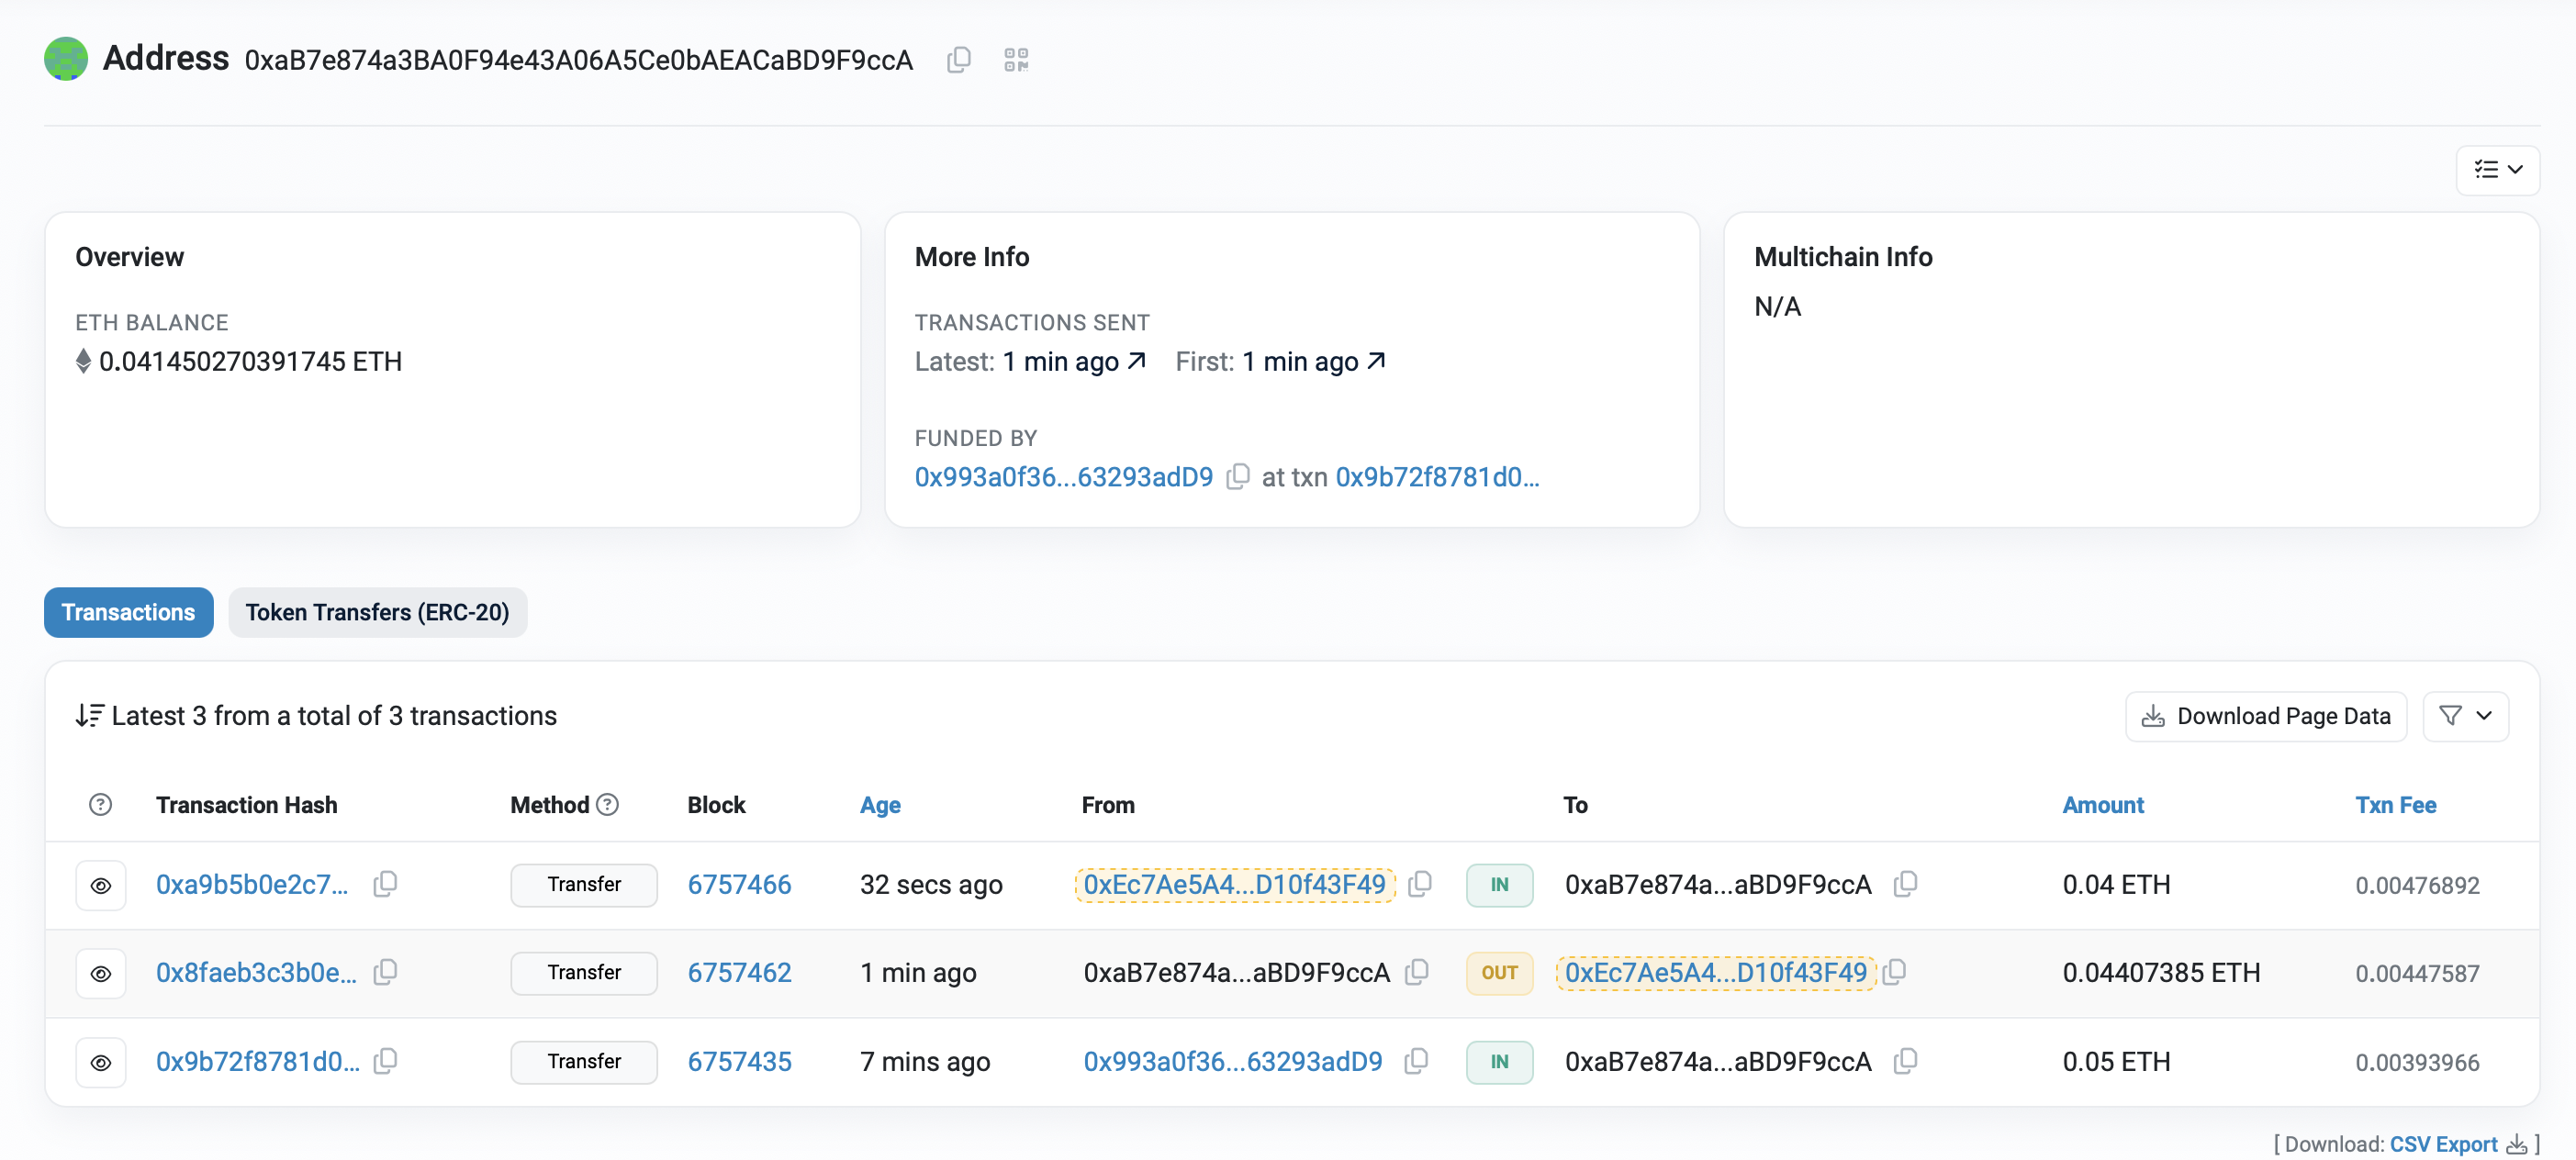 Address 0xaB7e874a3BA0F94e43A06A5Ce0bAEACaBD9F9ccA
Overview
ETH BALANCE
0.041450270391745 ETH
More Info
TRANSACTIONS SENT
Latest: 1 min ago ↗ First: 1 min ago ↗
FUNDED BY
0x993a0f36...63293adD9 at txn 0x9b72f8781d0...
Multichain Info
N/A
Transactions
Token Transfers (ERC-20)
Latest 3 from a total of 3 transactions
Download Page Data
? Transaction Hash Method ? Block Age From To Amount Txn Fee
0xa9b5b0e2c7... Transfer 6757466 32 secs ago 0xEc7Ae5A4...D10f43F49 IN 0xaB7e874a...aBD9F9ccA 0.04 ETH 0.00476892
0x8faeb3c3b0e... Transfer 6757462 1 min ago 0xaB7e874a...aBD9F9ccA OUT 0xEc7Ae5A4...D10f43F49 0.04407385 ETH 0.00447587
0x9b72f8781d0... Transfer 6757435 7 mins ago 0x993a0f36...63293adD9 IN 0xaB7e874a...aBD9F9ccA 0.05 ETH 0.00393966
[ Download: CSV Export ]